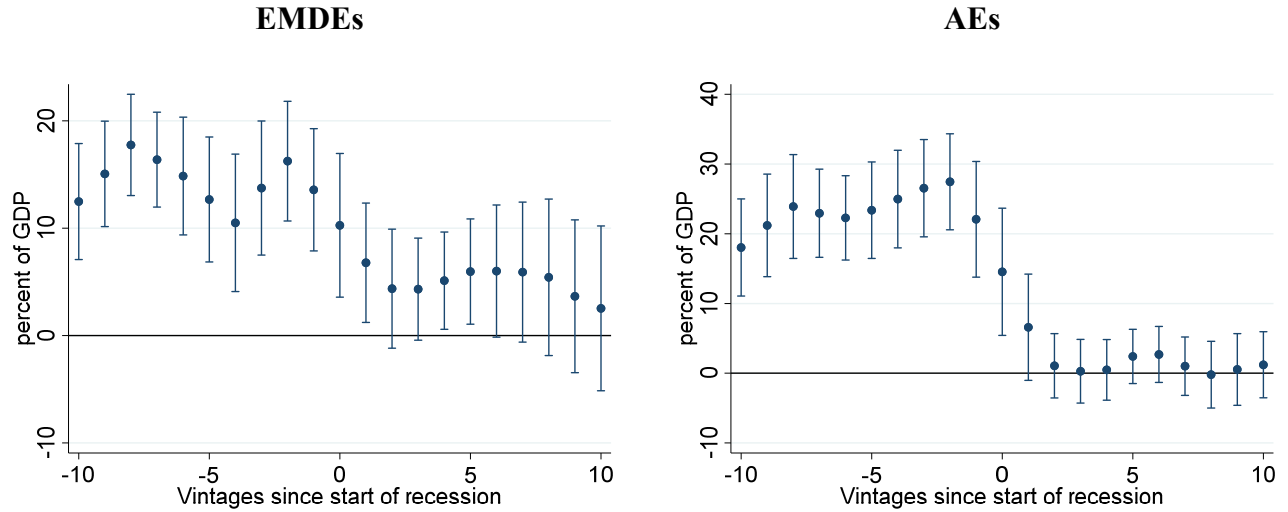 EMDEs
percent of GDP
20
10
0
-10
-10 -5 0 5 10
Vintages since start of recession
AEs
percent of GDP
40
30
20
10
0
-10
-10 -5 0 5 10
Vintages since start of recession